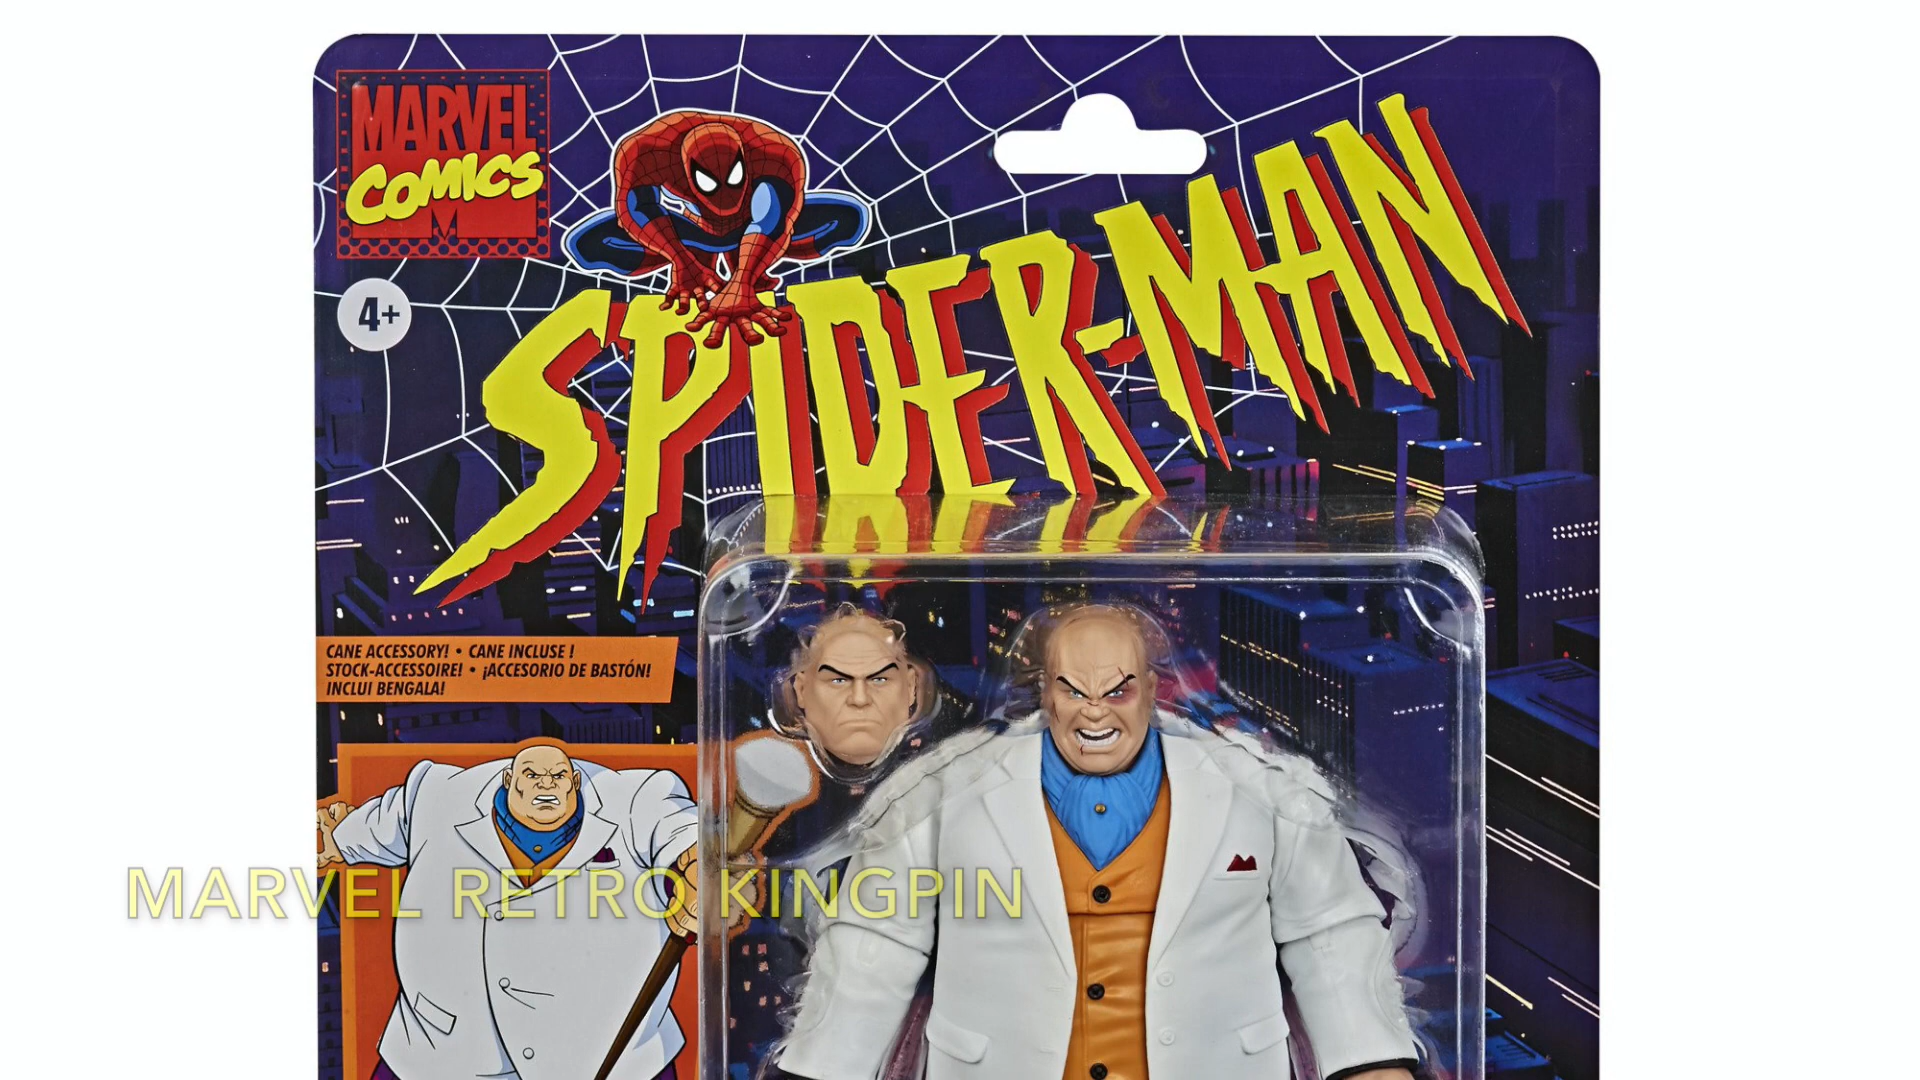 MARVEL
COMICS
4+
SPIDER-MAN
CANE ACCESSORY! • CANE INCLUSE !
STOCK-ACCESSOIRE! • ¡ACCESORIO DE BASTÓN!
INCLUI BENGALA!
MARVEL RETRO KINGPIN